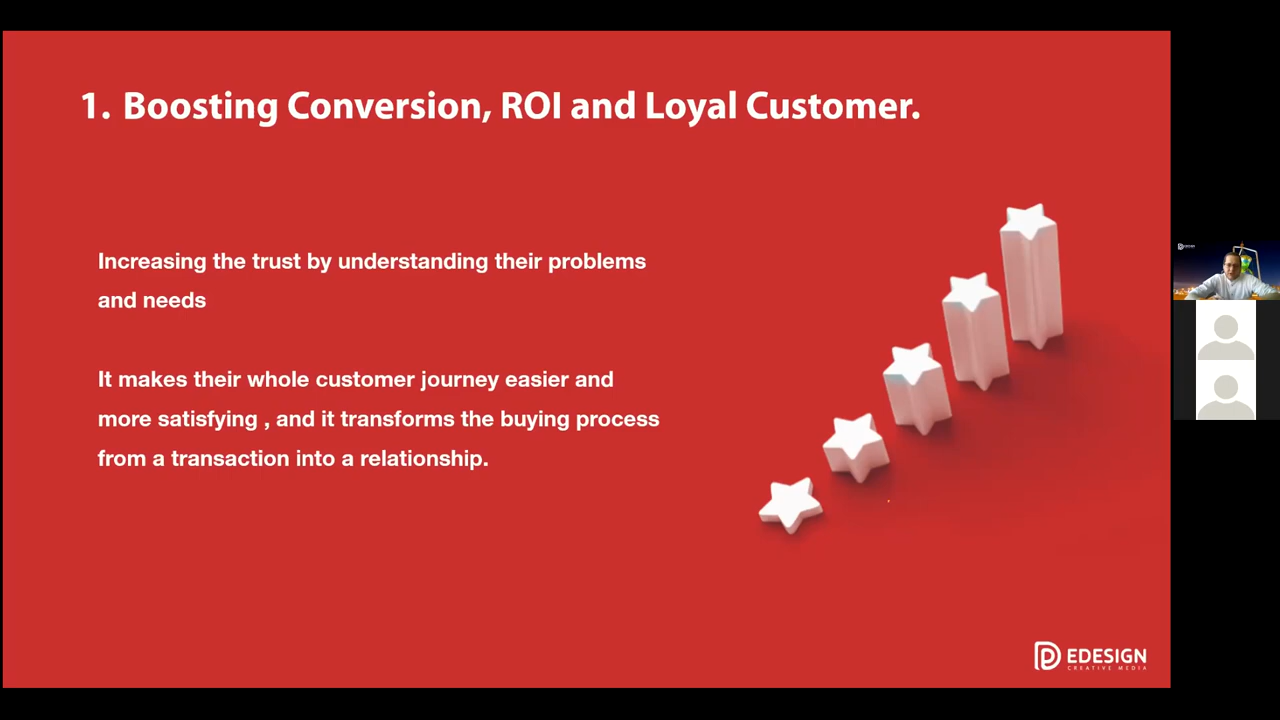 1. Boosting Conversion, ROI and Loyal Customer.
Increasing the trust by understanding their problems
and needs
It makes their whole customer journey easier and
more satisfying , and it transforms the buying process
from a transaction into a relationship.
EDESIGN
CREATIVE MEDIA